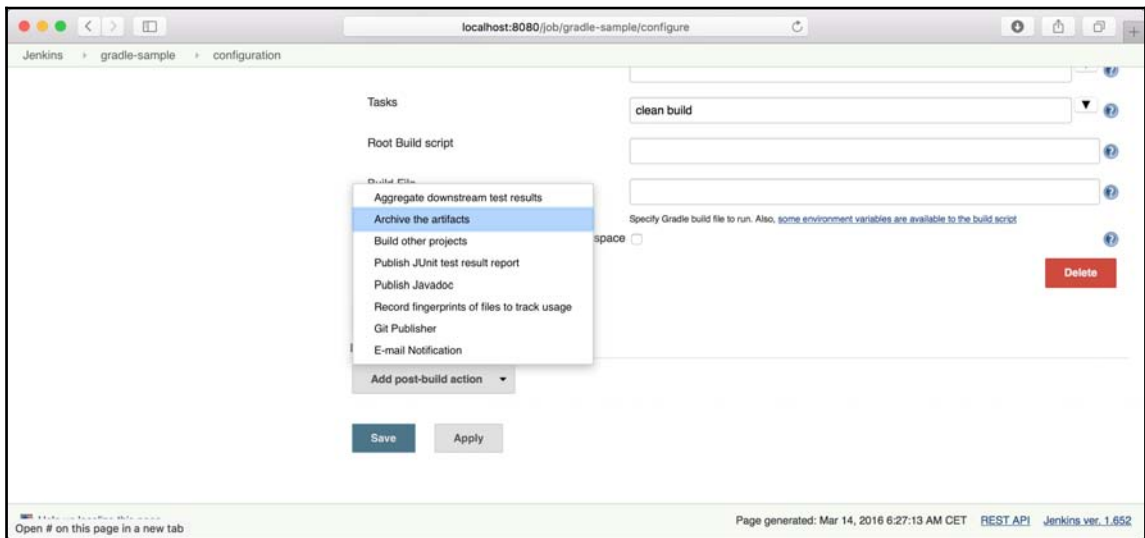 localhost:8080/job/gradle-sample/configure
Jenkins gradle-sample configuration
Tasks
clean build
Root Build script
Build File
Aggregate downstream test results
Archive the artifacts
Specify Gradle build file to run. Also, some environment variables are available to the build script
Build other projects
space
Publish JUnit test result report
Publish Javadoc
Delete
Record fingerprints of files to track usage
Git Publisher
E-mail Notification
Add post-build action
Save Apply
Open # on this page in a new tab
Page generated: Mar 14, 2016 6:27:13 AM CET REST API Jenkins ver. 1.652